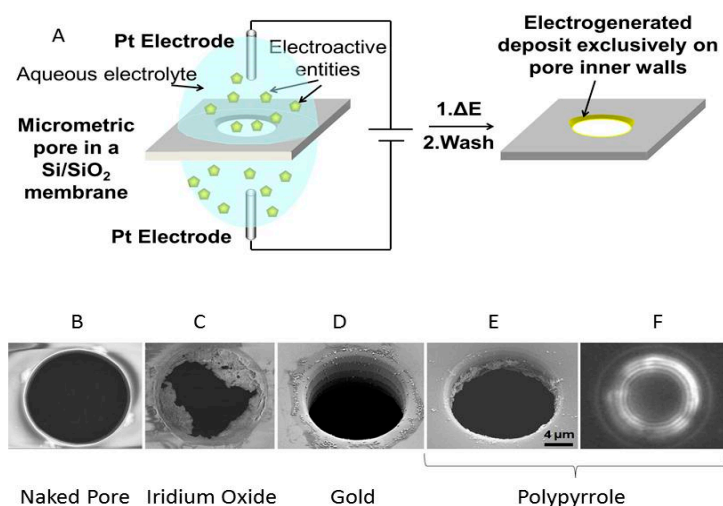 A
Pt Electrode
Aqueous electrolyte
Electroactive
entities
Micrometric
pore in a
Si/SiO2
membrane
Pt Electrode
1.ΔE
2.Wash
Electrogenerated
deposit exclusively on
pore inner walls
B C D E F
4 μm
Naked Pore Iridium Oxide Gold Polypyrrole